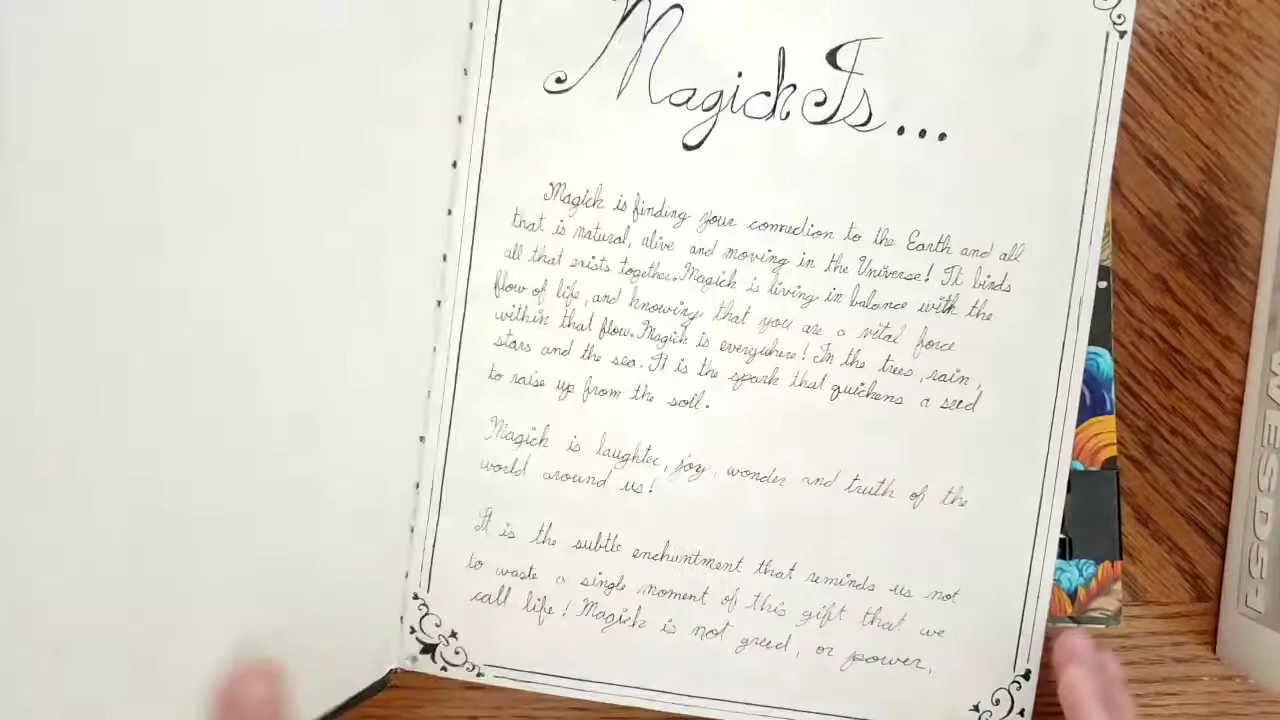 Magick Is...
Magick is finding your connection to the Earth and all
that is natural, alive and moving in the Universe! It binds
all that exists together. Magick is living in balance with the
flow of life, and knowing that you are a vital force
within that flow. Magick is everywhere! In the trees, rain,
stars and the sea. It is the spark that quickens a seed
to raise up from the soil.
Magick is laughter, joy, wonder and truth of the
world around us!
It is the subtle enchantment that reminds us not
to waste a single moment of this gift that we
call life! Magick is not greed, or power,